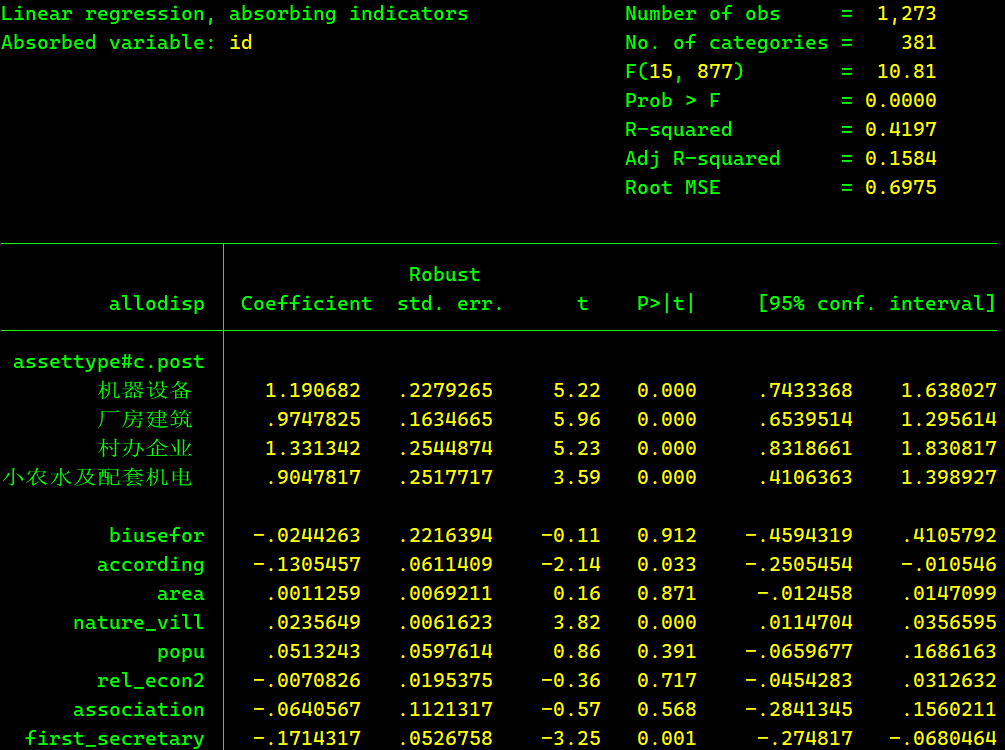 Linear regression, absorbing indicators Number of obs = 1,273
Absorbed variable: id No. of categories = 381
F(15, 877) = 10.81
Prob > F = 0.0000
R-squared = 0.4197
Adj R-squared = 0.1584
Root MSE = 0.6975
Robust
allodisp Coefficient std. err. t P>|t| [95% conf. interval]
assettype#c.post
机器设备 1.190682 .2279265 5.22 0.000 .7433368 1.638027
厂房建筑 .9747825 .1634665 5.96 0.000 .6539514 1.295614
村办企业 1.331342 .2544874 5.23 0.000 .8318661 1.830817
小农水及配套机电 .9047817 .2517717 3.59 0.000 .4106363 1.398927
biusefor -.0244263 .2216394 -0.11 0.912 -.4594319 .4105792
according -.1305457 .0611409 -2.14 0.033 -.2505454 -.010546
area .0011259 .0069211 0.16 0.871 -.012458 .0147099
nature_vill .0235649 .0061623 3.82 0.000 .0114704 .0356595
popu .0513243 .0597614 0.86 0.391 -.0659677 .1686163
rel_econ2 -.0070826 .0195375 -0.36 0.717 -.0454283 .0312632
association -.0640567 .1121317 -0.57 0.568 -.2841345 .1560211
first_secretary -.1714317 .0526758 -3.25 0.001 -.274817 -.0680464